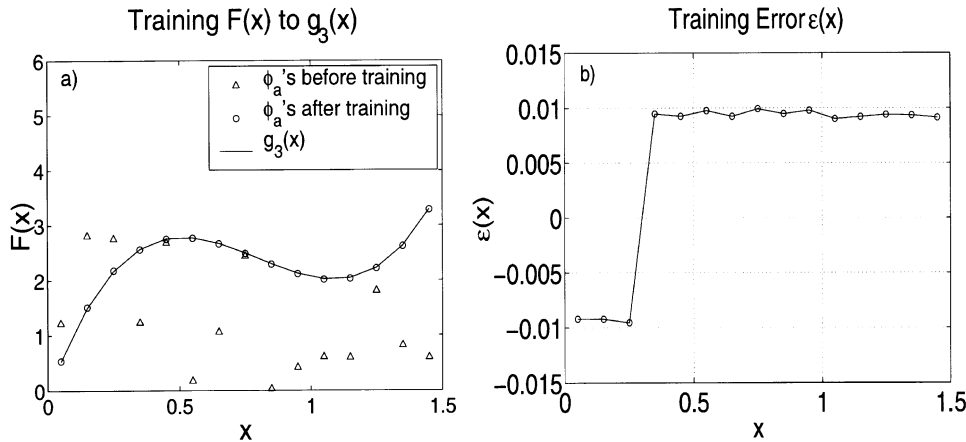 Training F(x) to g₃(x)
a)
ϕₐ's before training
ϕₐ's after training
g₃(x)
F(x)
6
5
4
3
2
1
0
0
0.5
1
1.5
x
Training Error ε(x)
b)
ε(x)
0.015
0.01
0.005
0
−0.005
−0.01
−0.015
0
0.5
1
1.5
x